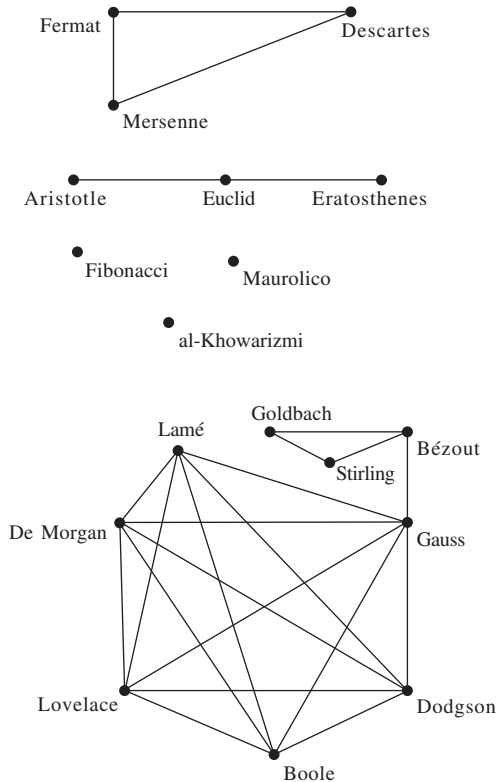 Fermat
Descartes
Mersenne
Aristotle
Euclid
Eratosthenes
Fibonacci
Maurolico
al-Khowarizmi
Goldbach
Lamé
Bézout
Stirling
De Morgan
Gauss
Lovelace
Dodgson
Boole